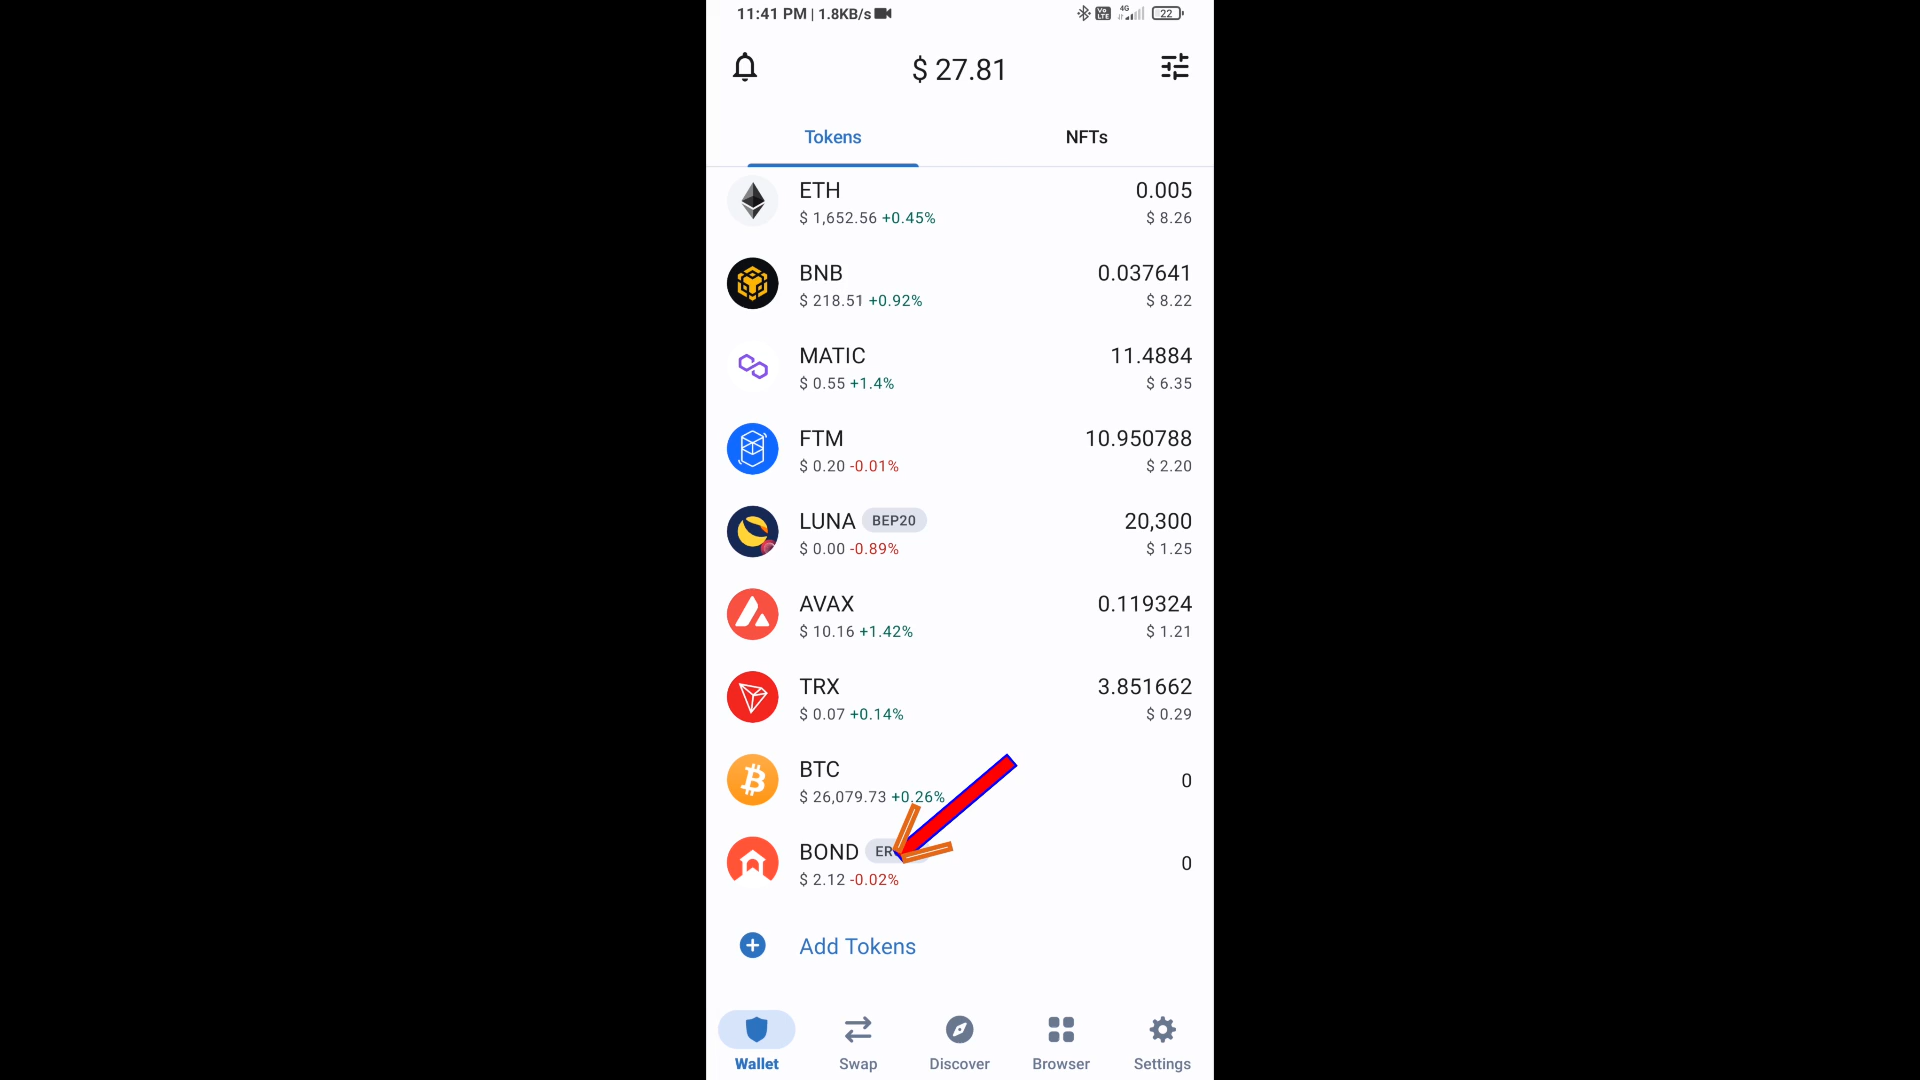 11:41 PM | 1.8KB/s
4G
22
$ 27.81
Tokens
NFTs
ETH
0.005
$ 1,652.56 +0.45%
$ 8.26
BNB
0.037641
$ 218.51 +0.92%
$ 8.22
MATIC
11.4884
$ 0.55 +1.4%
$ 6.35
FTM
10.950788
$ 0.20 -0.01%
$ 2.20
LUNA BEP20
20,300
$ 0.00 -0.89%
$ 1.25
AVAX
0.119324
$ 10.16 +1.42%
$ 1.21
TRX
3.851662
$ 0.07 +0.14%
$ 0.29
BTC
0
$ 26,079.73 +0.26%
BOND
0
$ 2.12 -0.02%
Add Tokens
Wallet
Swap
Discover
Browser
Settings